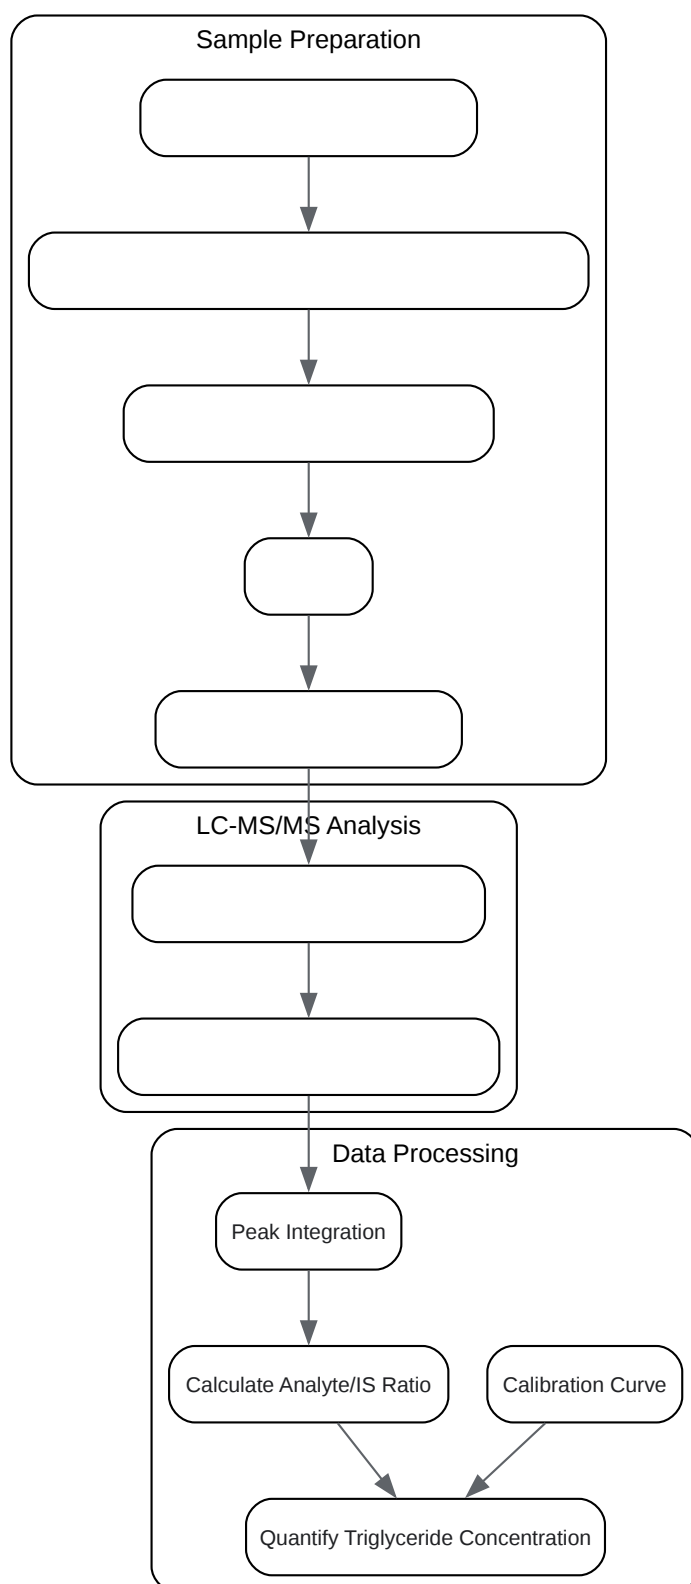 Sample Preparation
LC-MS/MS Analysis
Data Processing
Peak Integration
Calculate Analyte/IS Ratio
Calibration Curve
Quantify Triglyceride Concentration